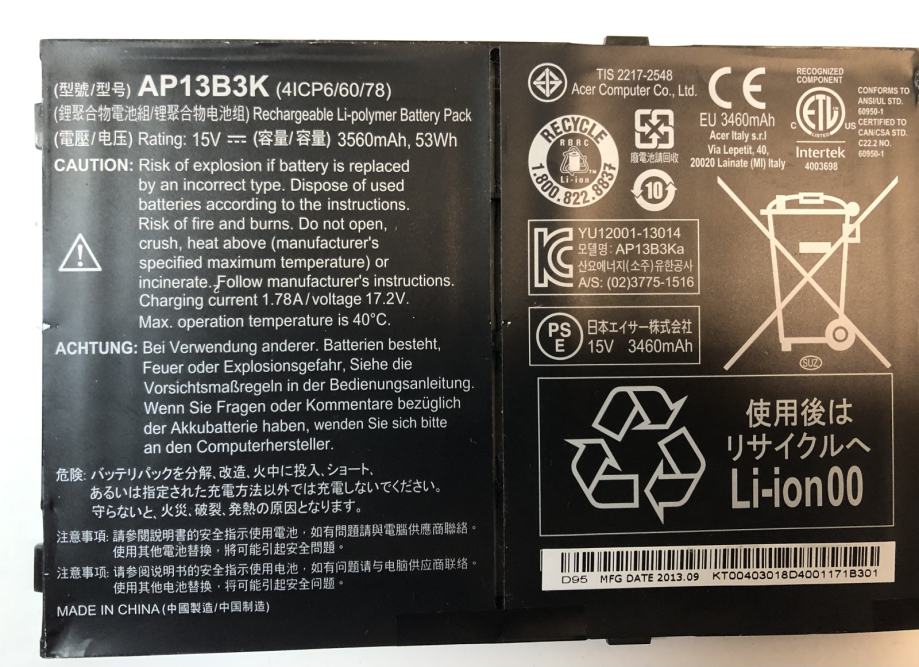 (型號/型号) AP13B3K (4ICP6/60/78)
(鋰聚合物電池組/锂聚合物电池组) Rechargeable Li-polymer Battery Pack
(電壓/电压) Rating: 15V ⎓ (容量/容量) 3560mAh, 53Wh
CAUTION: Risk of explosion if battery is replaced
by an incorrect type. Dispose of used
batteries according to the instructions.
Risk of fire and burns. Do not open,
crush, heat above (manufacturer's
specified maximum temperature) or
incinerate. Follow manufacturer's instructions.
Charging current 1.78A / voltage 17.2V.
Max. operation temperature is 40°C.
ACHTUNG: Bei Verwendung anderer. Batterien besteht,
Feuer oder Explosionsgefahr, Siehe die
Vorsichtsmaßregeln in der Bedienungsanleitung.
Wenn Sie Fragen oder Kommentare bezüglich
der Akkubatterie haben, wenden Sie sich bitte
an den Computerhersteller.
危険: バッテリパックを分解、改造、火中に投入、ショート、
あるいは指定された充電方法以外では充電しないでください。
守らないと、火災、破裂、発熱の原因となります。
注意事項: 請參閱說明書的安全指示使用電池，如有問題請與電腦供應商聯絡。
使用其他電池替換，將可能引起安全問題。
注意事项: 请参阅说明书的安全指示使用电池，如有问题请与电脑供应商联络。
使用其他电池替换，将可能引起安全问题。
MADE IN CHINA (中國製造/中国制造)
TIS 2217-2548
Acer Computer Co., Ltd.
CE
EU 3460mAh
Acer Italy s.r.l
Via Lepetit, 40,
20020 Lainate (MI) Italy
RECOGNIZED
COMPONENT
C ETL US
LISTED
Intertek
4003698
CONFORMS TO
ANSI/UL STD.
60950-1
CERTIFIED TO
CAN/CSA STD.
C22.2 NO.
60950-1
RECYCLE
RBRC
Li-ion
1.800.822.8837
廢電池請回收
10
YU12001-13014
모델명: AP13B3Ka
신요에너지(소주)유한공사
A/S: (02)3775-1516
PS
E
日本エイサー株式会社
15V 3460mAh
SUZ
使用後は
リサイクルへ
Li-ion00
D95 MFG DATE 2013.09 KT00403018D4001171B301